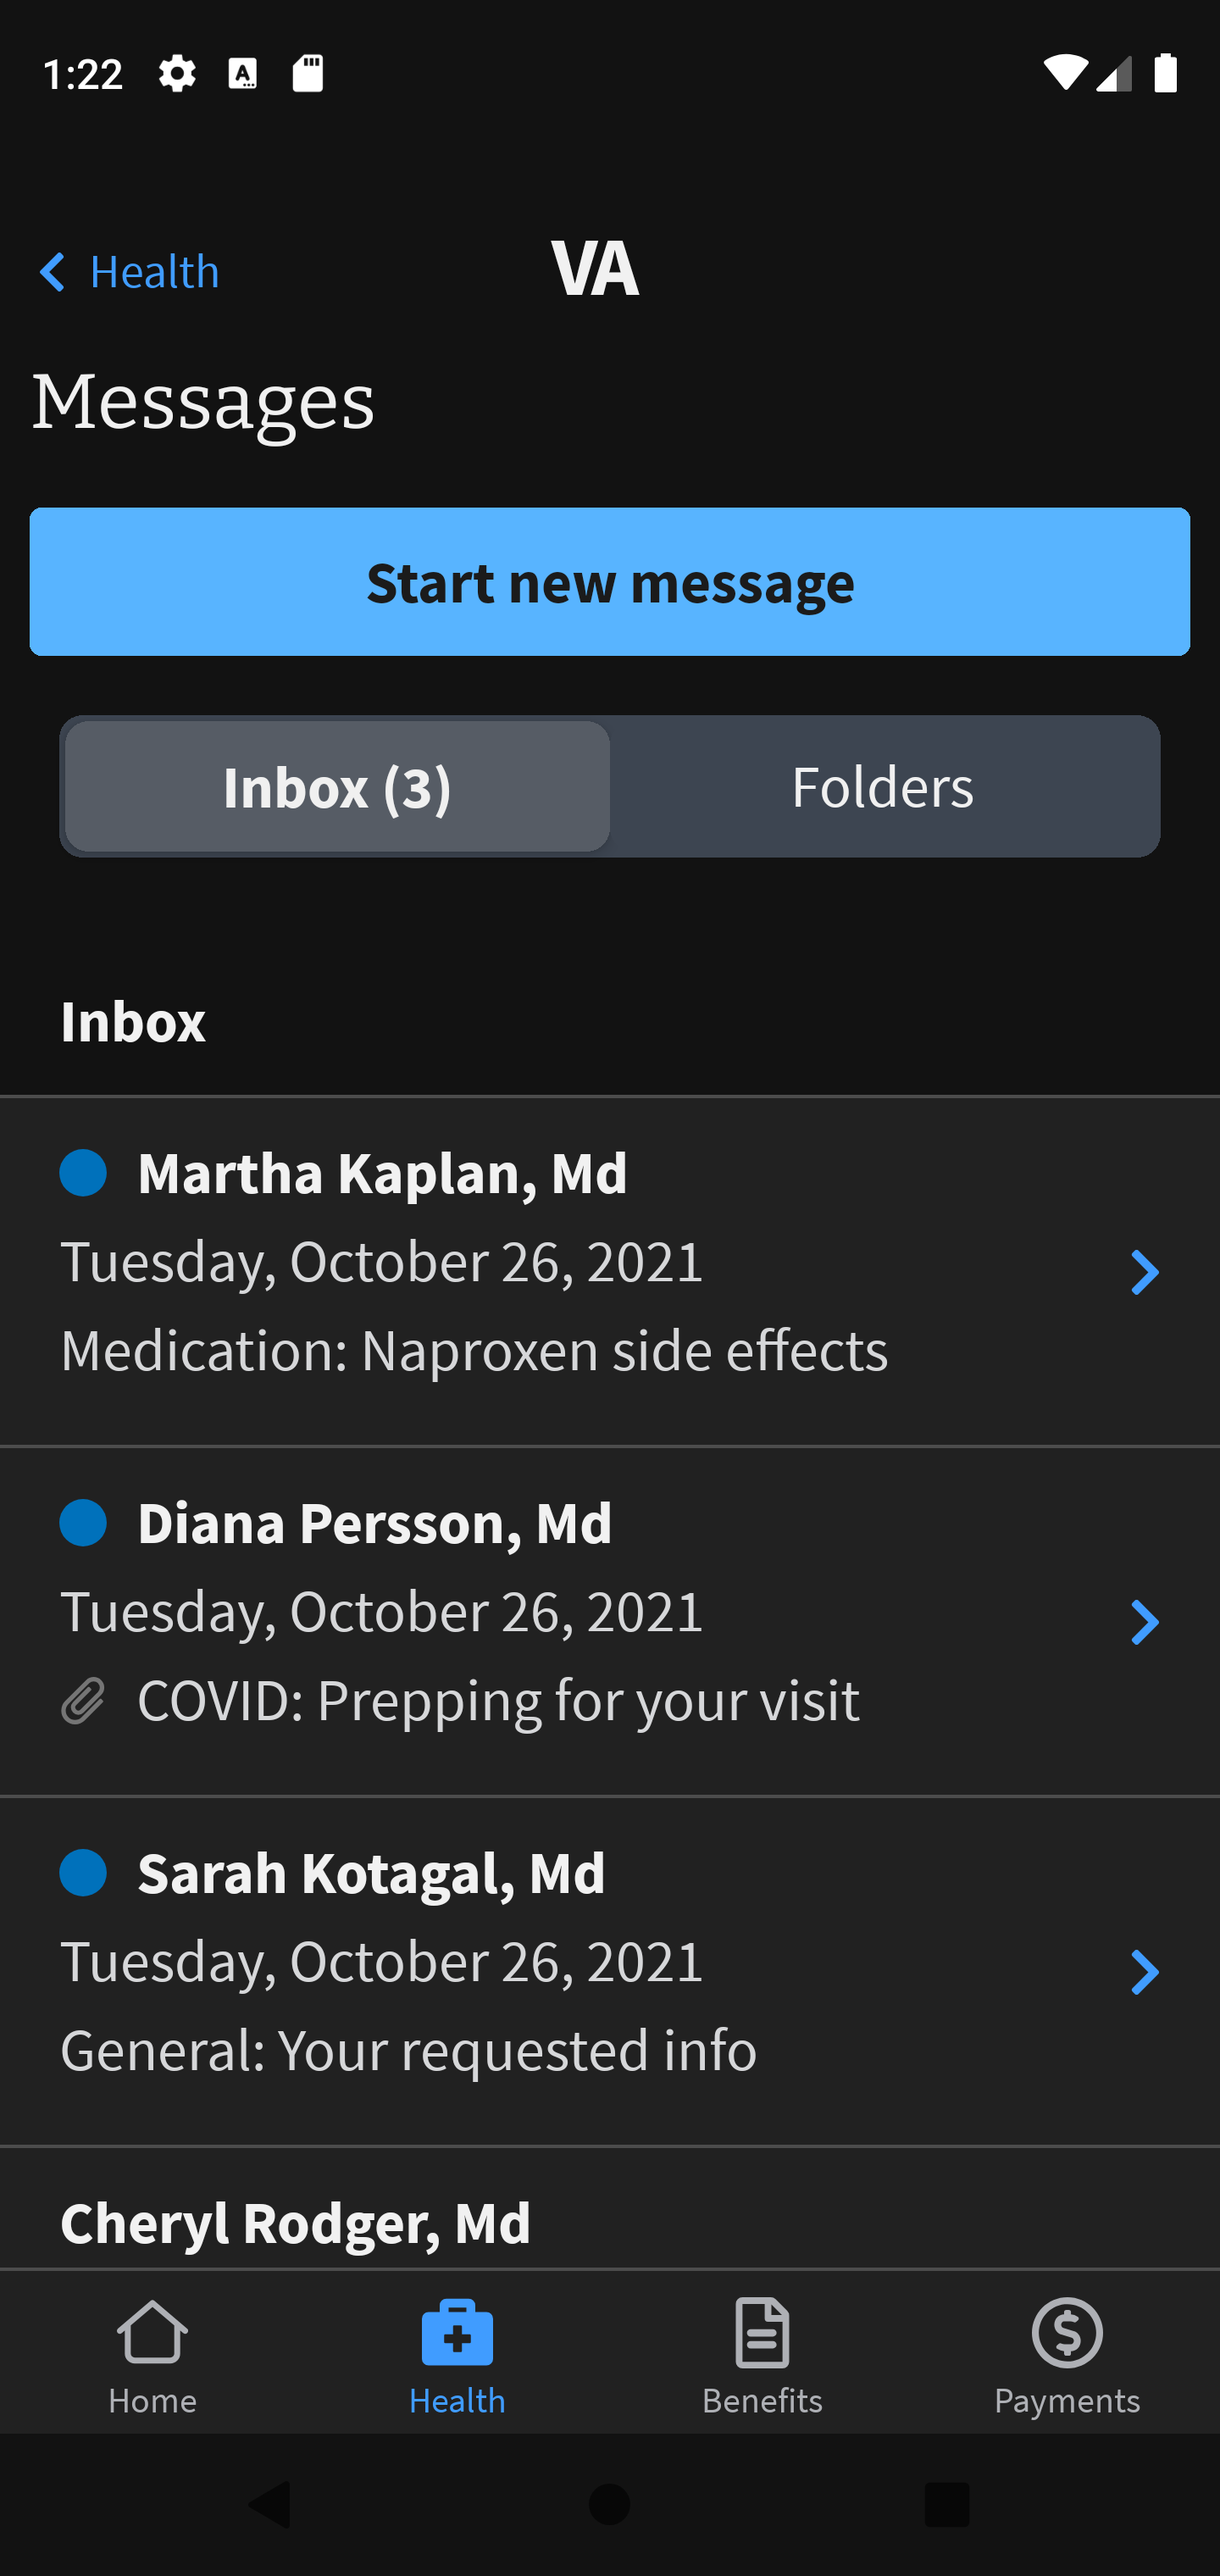 1:22
Health
VA
Messages
Start new message
Inbox (3)
Folders
Inbox
Martha Kaplan, Md
Tuesday, October 26, 2021
Medication: Naproxen side effects
Diana Persson, Md
Tuesday, October 26, 2021
COVID: Prepping for your visit
Sarah Kotagal, Md
Tuesday, October 26, 2021
General: Your requested info
Cheryl Rodger, Md
Home
Health
Benefits
Payments